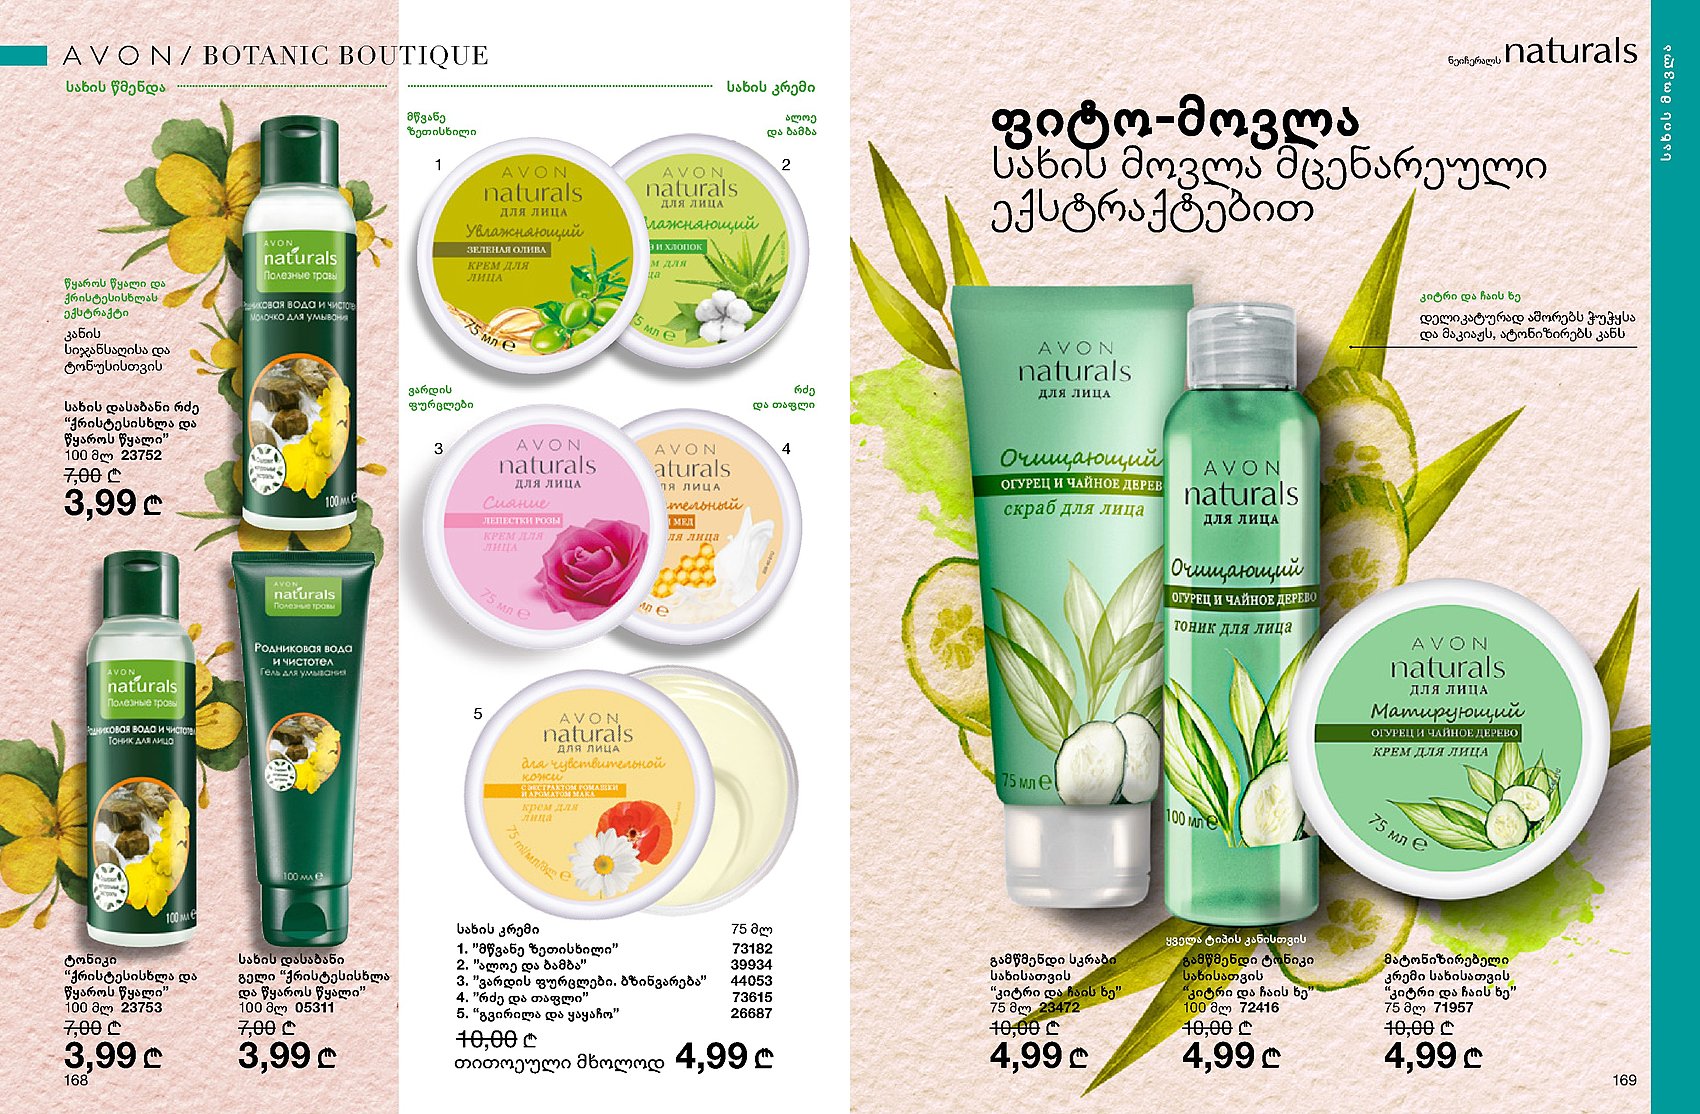 AVON / BOTANIC BOUTIQUE
სახის წმენდა
სახის კრემი
წყაროს წყალი და
ქრისტესისხლას
ექსტრაქტი
კანის
სიჯანსაღისა და
ტონუსისთვის
სახის დასაბანი რძე
“ქრისტესისხლა და
წყაროს წყალი”
100 მლ 23752
7,00 ₾
3,99 ₾
AVON
naturals
Полезные травы
Родниковая вода и чистоте
Молочко для умывания
100 мл e
AVON
naturals
Полезные травы
Родниковая вода и чистоте
Тоник для лица
100 мл
AVON
naturals
Полезные травы
Родниковая вода
и чистотел
Гель для умывания
100 мл e
ტონიკი
“ქრისტესისხლა და
წყაროს წყალი”
100 მლ 23753
7,00 ₾
3,99 ₾
168
სახის დასაბანი
გელი “ქრისტესისხლა
და წყაროს წყალი”
100 მლ 05311
7,00 ₾
3,99 ₾
მწვანე
ზეთისხილი
1
AVON
naturals
ДЛЯ ЛИЦА
Увлажняющий
ЗЕЛЕНАЯ ОЛИВА
КРЕМ ДЛЯ
ЛИЦА
75 мл e
ალოე
და ბამბა
2
AVON
naturals
ДЛЯ ЛИЦА
лажняющий
Э И ХЛОПОК
М ДЛЯ
ЦА
5 мл e
ვარდის
ფურცლები
3
AVON
naturals
ДЛЯ ЛИЦА
Сияние
ЛЕПЕСТКИ РОЗЫ
КРЕМ ДЛЯ
ЛИЦА
75 мл e
რძე
და თაფლი
4
AVON
aturals
ЛЯ ЛИЦА
тельный
И МЕД
ЛЯ ЛИЦА
мл e
5
AVON
naturals
ДЛЯ ЛИЦА
для чувствительной
кожи
С ЭКСТРАКТОМ РОМАШКИ
И АРОМАТОМ МАКА
крем для
лица
სახის კრემი 75 მლ
1. ”მწვანე ზეთისხილი” 73182
2. ”ალოე და ბამბა” 39934
3. ”ვარდის ფურცლები. ბზინვარება” 44053
4. ”რძე და თაფლი” 73615
5. “გვირილა და ყაყაჩო” 26687
10,00 ₾
თითოეული მხოლოდ 4,99 ₾
ნეიჩერალს naturals
სახის მოვლა
ფიტო-მოვლა
სახის მოვლა მცენარეული
ექსტრაქტებით
კიტრი და ჩაის ხე
დელიკატურად აშორებს ჭუჭყსა
და მაკიაჟს, ატონიზირებს კანს
AVON
naturals
ДЛЯ ЛИЦА
Очищающий
ОГУРЕЦ И ЧАЙНОЕ ДЕРЕВ
скраб для лица
75 мл e
AVON
naturals
ДЛЯ ЛИЦА
Очищающий
ОГУРЕЦ И ЧАЙНОЕ ДЕРЕВО
тоник для лица
100 мл e
AVON
naturals
ДЛЯ ЛИЦА
Матирующий
ОГУРЕЦ И ЧАЙНОЕ ДЕРЕВО
КРЕМ ДЛЯ ЛИЦА
75 мл e
ყველა ტიპის კანისთვის
გამწმენდი სკრაბი
სახისათვის
“კიტრი და ჩაის ხე”
75 მლ 23472
10,00 ₾
4,99 ₾
გამწმენდი ტონიკი
სახისათვის
“კიტრი და ჩაის ხე”
100 მლ 72416
10,00 ₾
4,99 ₾
მატონიზირებელი
კრემი სახისათვის
“კიტრი და ჩაის ხე”
75 მლ 71957
10,00 ₾
4,99 ₾
169